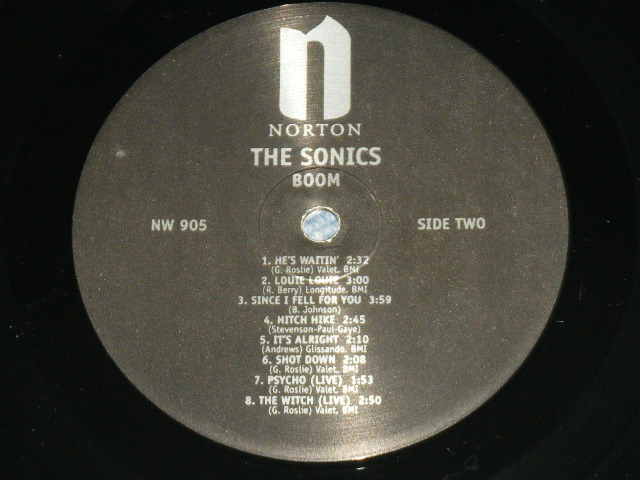 n
NORTON
THE SONICS
BOOM
NW 905
SIDE TWO
1. HE'S WAITIN' 2:32
(G. Roslie) Valet, BMI
2. LOUIE LOUIE 3:00
(R. Berry) Longitude, BMI
3. SINCE I FELL FOR YOU 3:59
(B. Johnson)
4. HITCH HIKE 2:45
(Stevenson-Paul-Gaye)
5. IT'S ALRIGHT 2:10
(Andrews) Glissando, BMI
6. SHOT DOWN 2:08
(G. Roslie) Valet, BMI
7. PSYCHO (LIVE) 1:53
(G. Roslie) Valet, BMI
8. THE WITCH (LIVE) 2:50
(G. Roslie) Valet, BMI